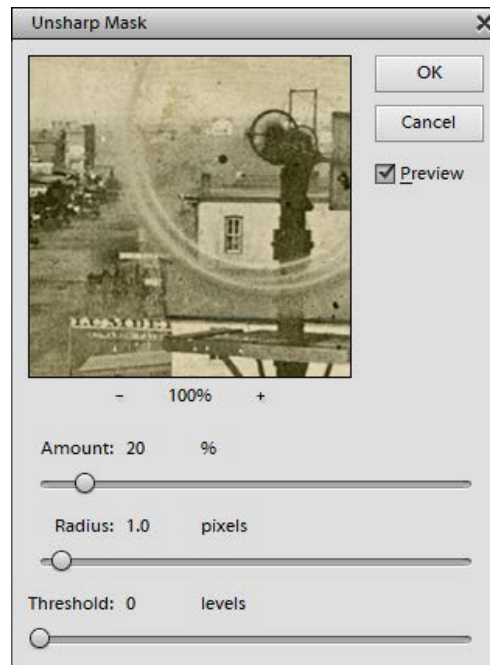 Unsharp Mask
OK
Cancel
Preview
- 100% +
Amount: 20 %
Radius: 1.0 pixels
Threshold: 0 levels